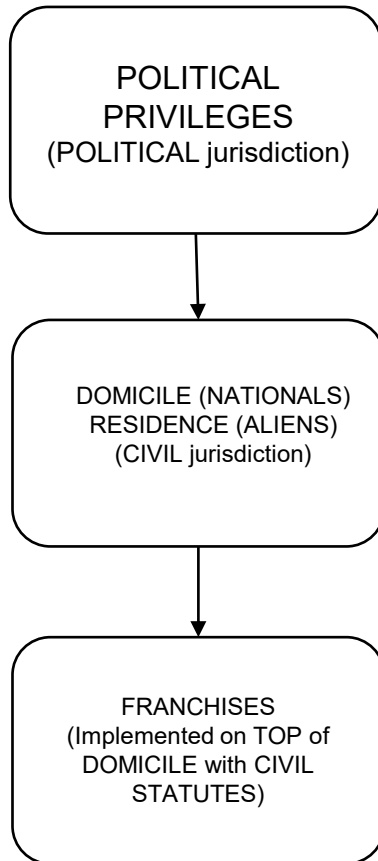 POLITICAL
PRIVILEGES
(POLITICAL jurisdiction)
DOMICILE (NATIONALS)
RESIDENCE (ALIENS)
(CIVIL jurisdiction)
FRANCHISES
(Implemented on TOP of
DOMICILE with CIVIL
STATUTES)